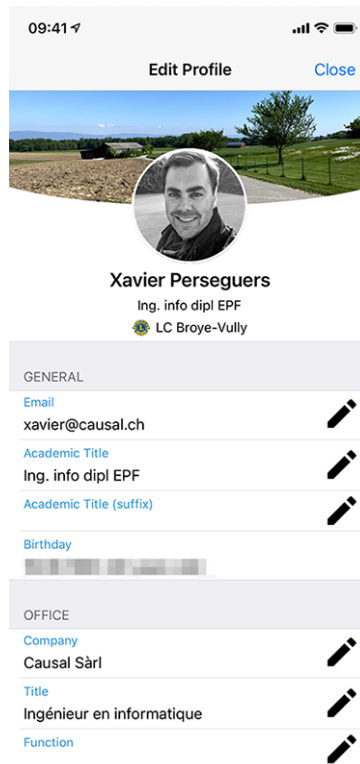 09:41
Edit Profile
Close
Xavier Perseguers
Ing. info dipl EPF
LC Broye-Vully
GENERAL
Email
xavier@causal.ch
Academic Title
Ing. info dipl EPF
Academic Title (suffix)
Birthday
OFFICE
Company
Causal Sàrl
Title
Ingénieur en informatique
Function